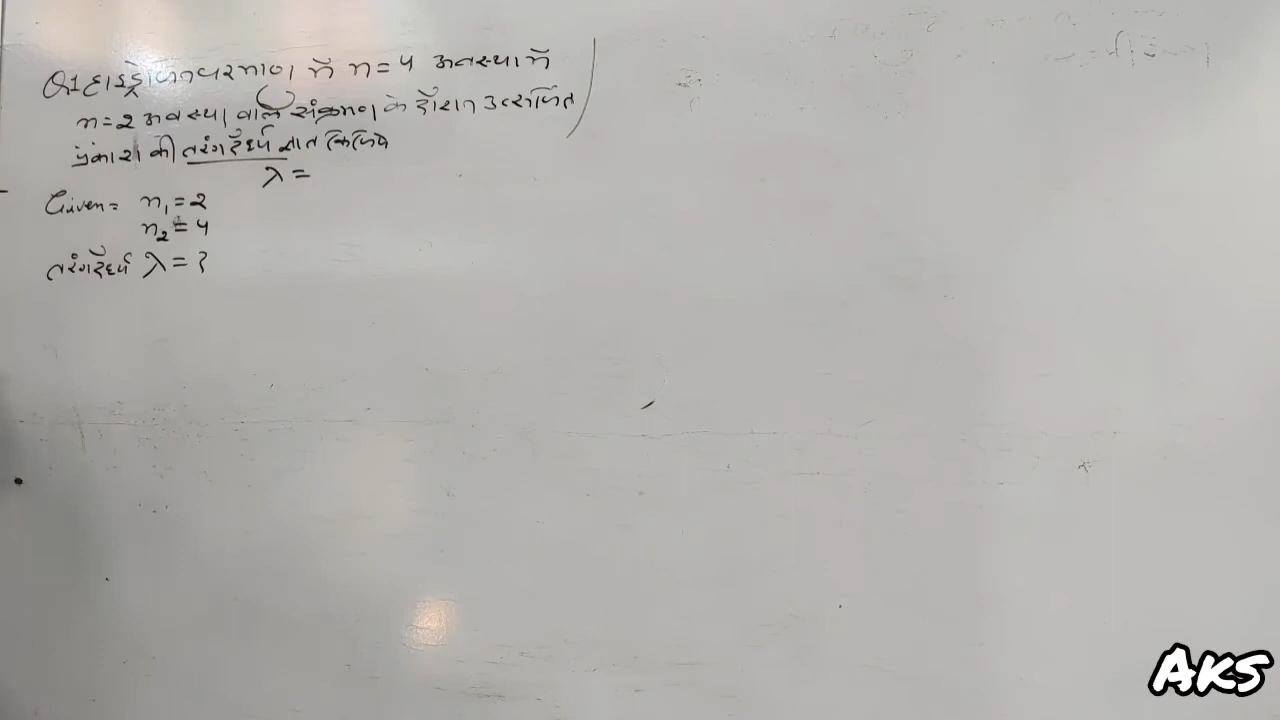 Q1 हाइड्रोजन परमाणु में n = 4 अवस्था में
n = 2 अवस्था वाले संक्रमण के दौरान उत्सर्जित
प्रकाश की तरंगदैर्ध्य ज्ञात किजिये
λ =
Given = n₁ = 2
n₂ = 4
तरंगदैर्ध्य λ = ?
AKS